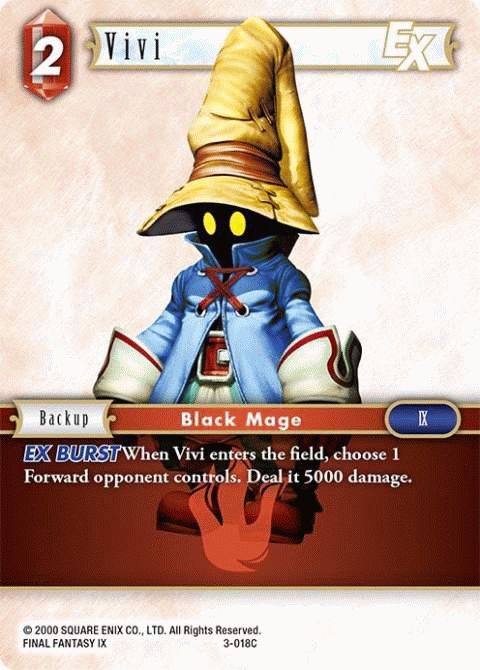 2
Vivi
EX
Backup
Black Mage
IX
EX BURST When Vivi enters the field, choose 1
Forward opponent controls. Deal it 5000 damage.
© 2000 SQUARE ENIX CO., LTD. All Rights Reserved.
FINAL FANTASY IX
3-018C